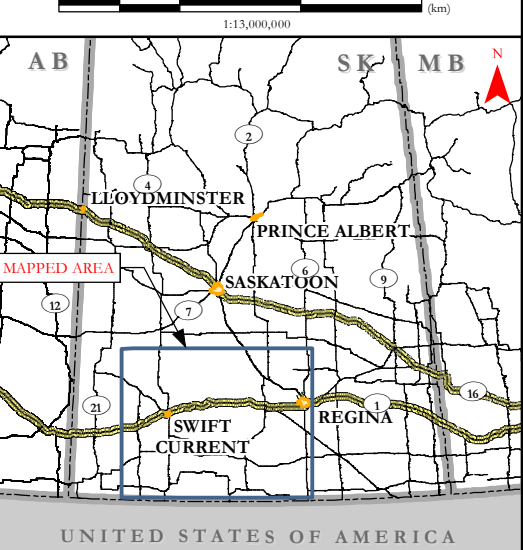 (km)
1:13,000,000
AB
SK
MB
N
2
4
LLOYDMINSTER
PRINCE ALBERT
MAPPED AREA
SASKATOON
6
9
12
7
21
SWIFT
CURRENT
REGINA
1
16
UNITED STATES OF AMERICA